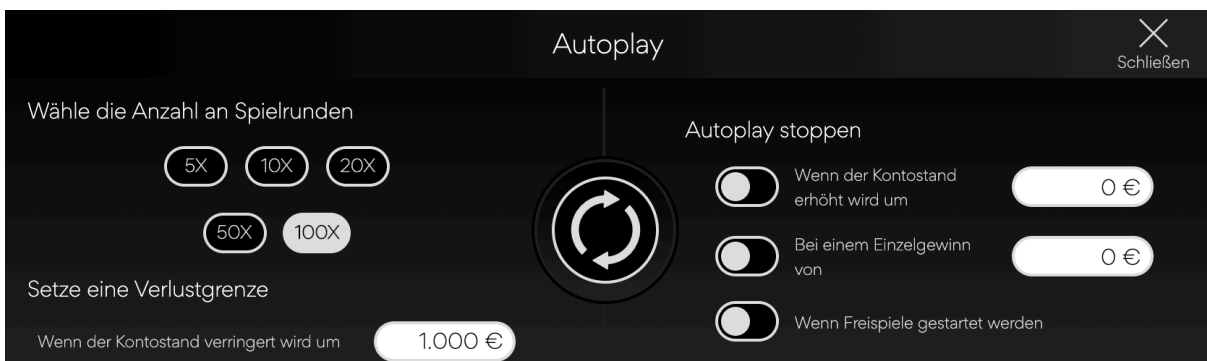 Autoplay
Schließen
Wähle die Anzahl an Spielrunden
5X 10X 20X
50X 100X
Setze eine Verlustgrenze
Wenn der Kontostand verringert wird um 1.000 €
Autoplay stoppen
Wenn der Kontostand
erhöht wird um
0 €
Bei einem Einzelgewinn
von
0 €
Wenn Freispiele gestartet werden